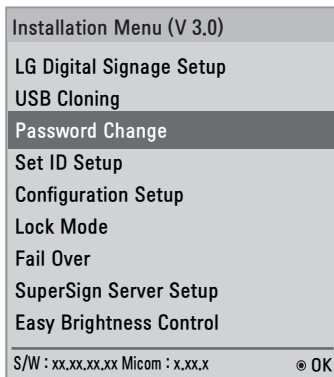 Installation Menu (V 3.0)
LG Digital Signage Setup
USB Cloning
Password Change
Set ID Setup
Configuration Setup
Lock Mode
Fail Over
SuperSign Server Setup
Easy Brightness Control
S/W : xx.xx.xx.xx Micom : x.xx.x ◉ OK